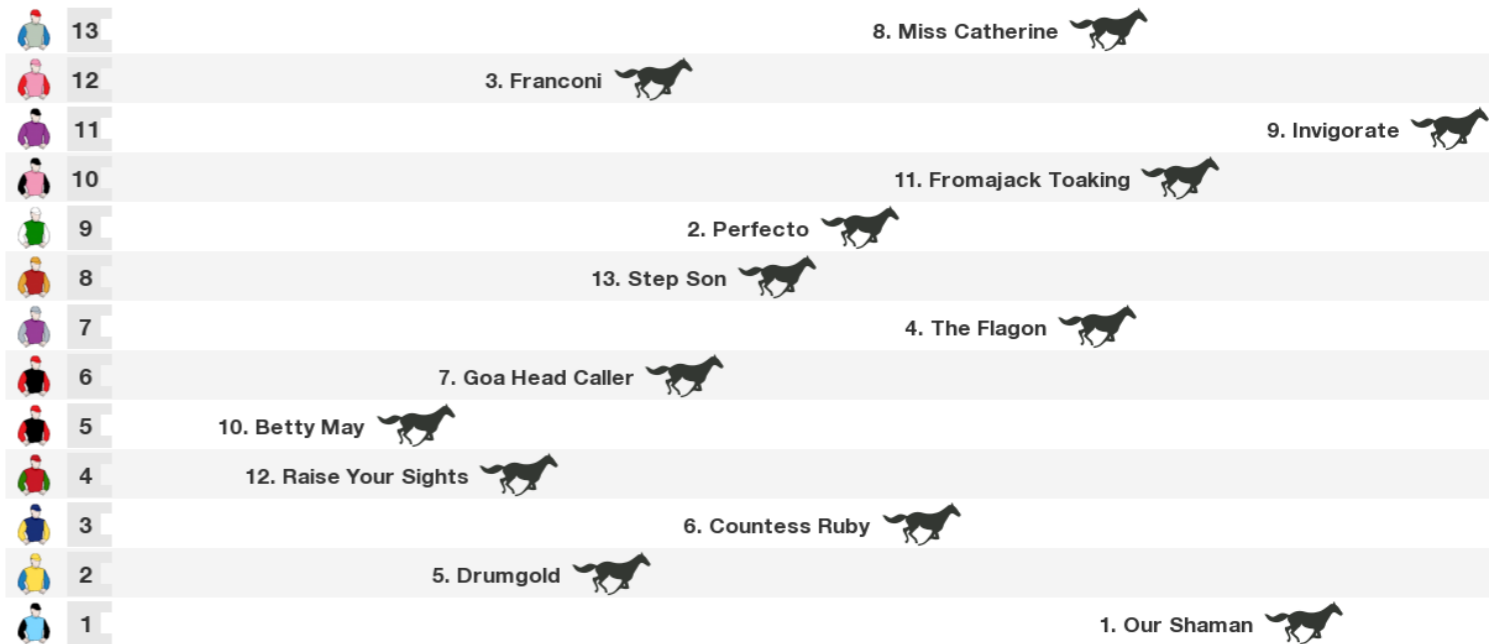 13 8. Miss Catherine
12 3. Franconi
11 9. Invigorate
10 11. Fromajack Toaking
9 2. Perfecto
8 13. Step Son
7 4. The Flagon
6 7. Goa Head Caller
5 10. Betty May
4 12. Raise Your Sights
3 6. Countess Ruby
2 5. Drumgold
1 1. Our Shaman